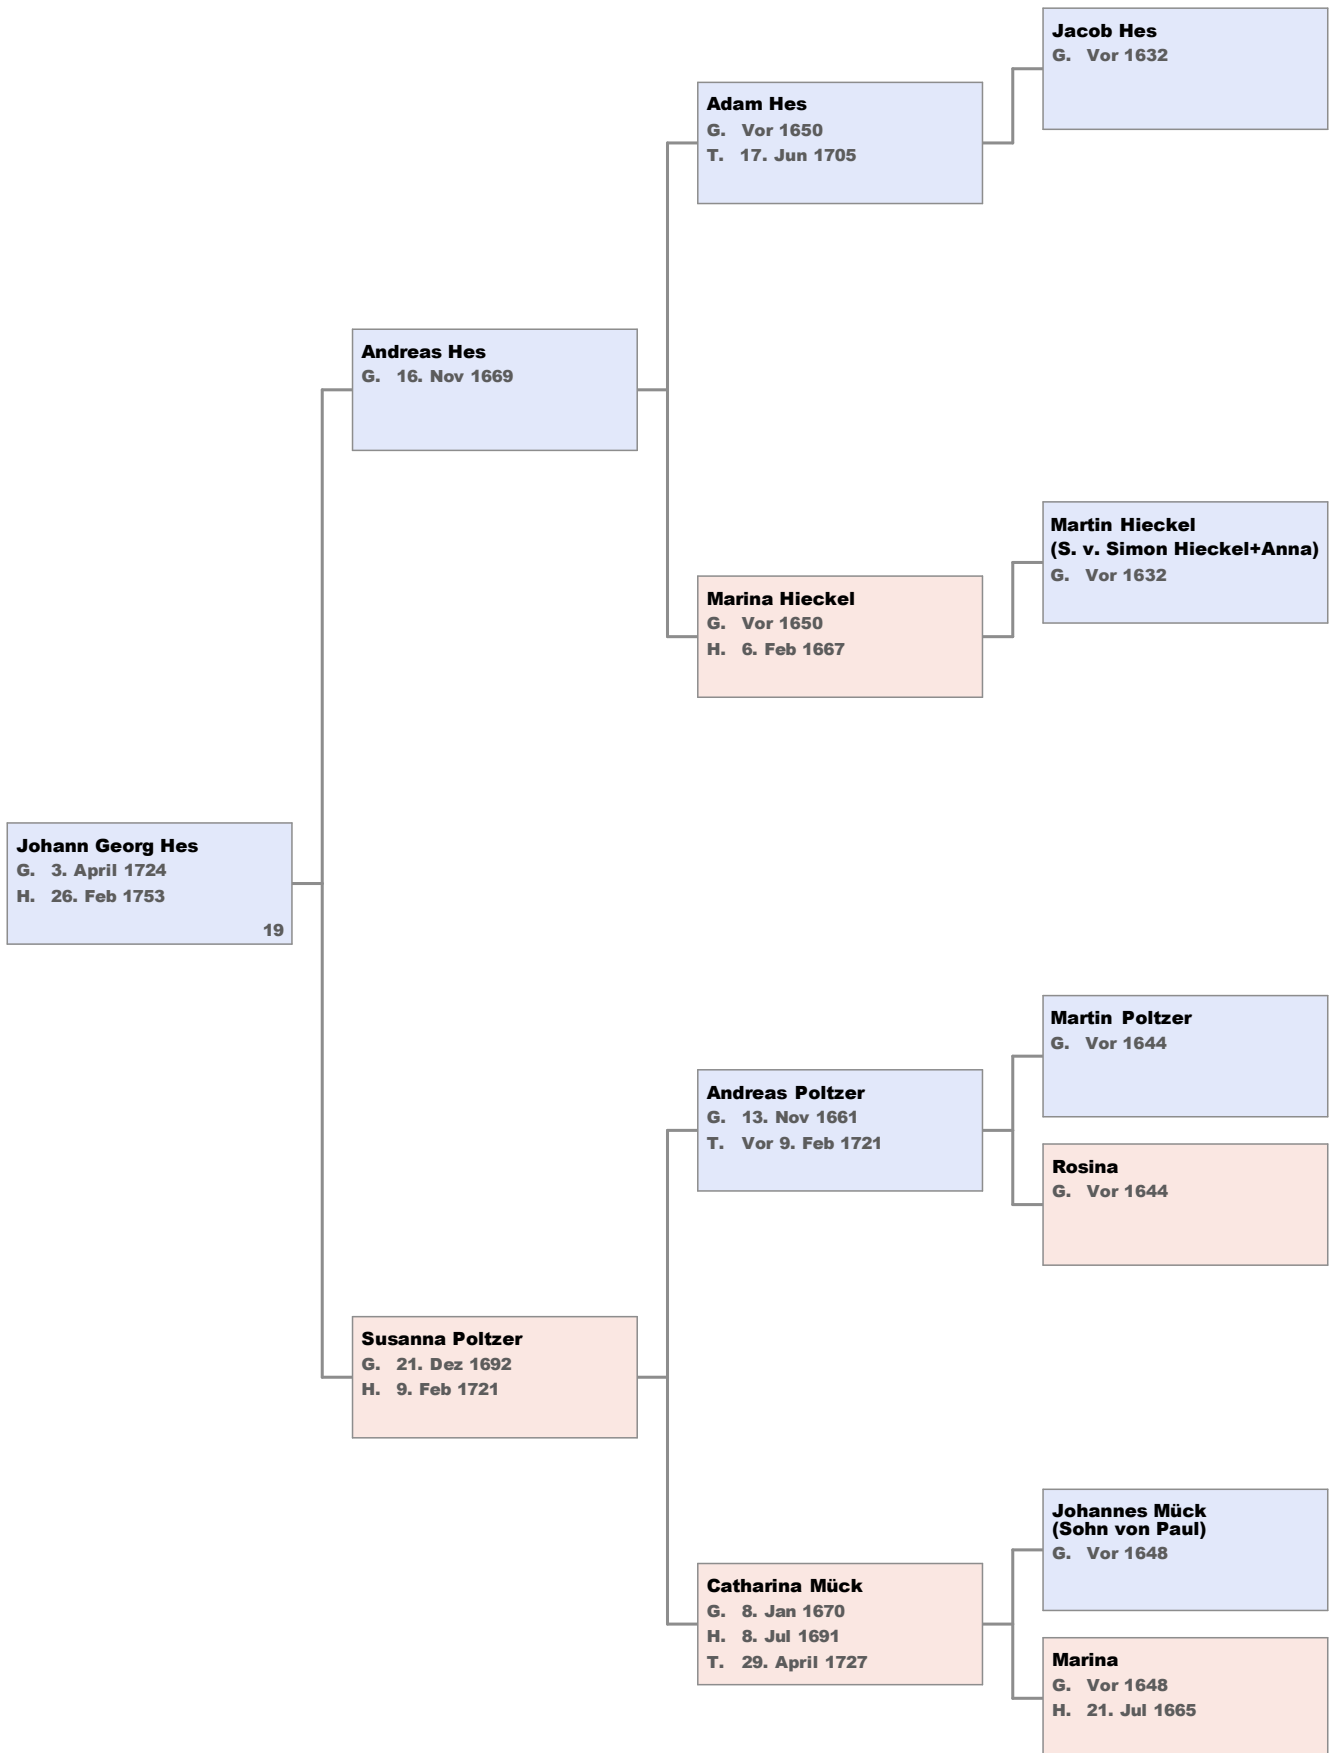 Jacob Hes
G. Vor 1632
Adam Hes
G. Vor 1650
T. 17. Jun 1705
Andreas Hes
G. 16. Nov 1669
Martin Hieckel
(S. v. Simon Hieckel+Anna)
G. Vor 1632
Marina Hieckel
G. Vor 1650
H. 6. Feb 1667
Johann Georg Hes
G. 3. April 1724
H. 26. Feb 1753
19
Martin Poltzer
G. Vor 1644
Andreas Poltzer
G. 13. Nov 1661
T. Vor 9. Feb 1721
Rosina
G. Vor 1644
Susanna Poltzer
G. 21. Dez 1692
H. 9. Feb 1721
Johannes Mück
(Sohn von Paul)
G. Vor 1648
Catharina Mück
G. 8. Jan 1670
H. 8. Jul 1691
T. 29. April 1727
Marina
G. Vor 1648
H. 21. Jul 1665